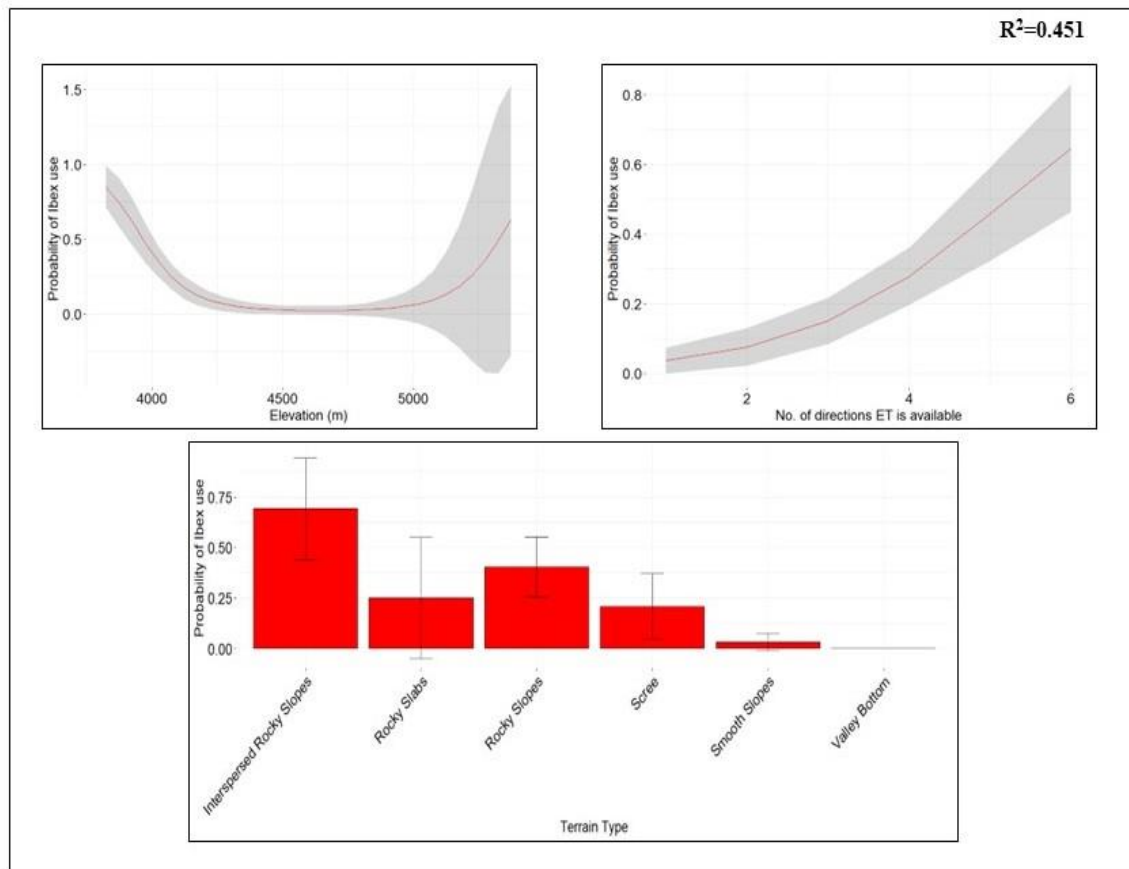 R²=0.451
1.5
1.0
0.5
0.0
Probability of Ibex use
4000 4500 5000
Elevation (m)
0.8
0.6
0.4
0.2
0.0
Probability of Ibex use
2 4 6
No. of directions ET is available
0.75
0.50
0.25
0.00
Probability of Ibex use
Interspersed Rocky Slopes
Rocky Slabs
Rocky Slopes
Scree
Smooth Slopes
Valley Bottom
Terrain Type